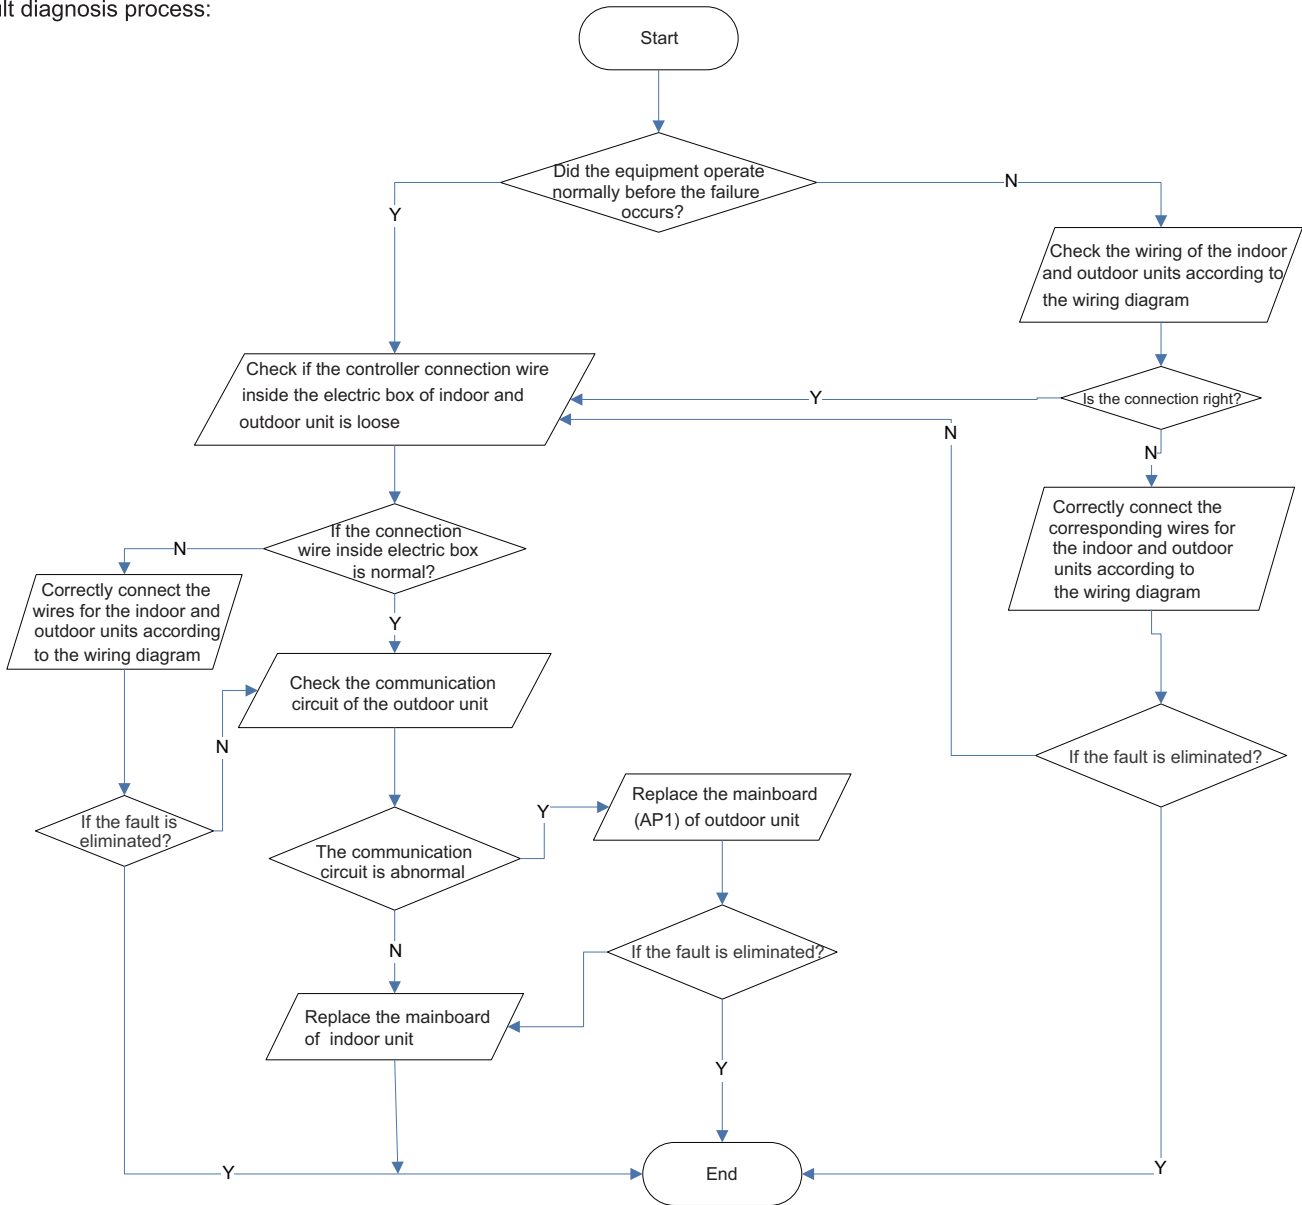 ult diagnosis process:
Start
Did the equipment operate
normally before the failure
occurs?
Y
N
Check the wiring of the indoor
and outdoor units according to
the wiring diagram
Check if the controller connection wire
inside the electric box of indoor and
outdoor unit is loose
Y
Is the connection right?
N
N
Correctly connect the
corresponding wires for
the indoor and outdoor
units according to
the wiring diagram
If the connection
wire inside electric box
is normal?
N
Correctly connect the
wires for the indoor and
outdoor units according
to the wiring diagram
Y
Check the communication
circuit of the outdoor unit
N
If the fault is eliminated?
Replace the mainboard
(AP1) of outdoor unit
Y
If the fault is
eliminated?
The communication
circuit is abnormal
N
If the fault is eliminated?
Replace the mainboard
of indoor unit
Y
Y
End
Y